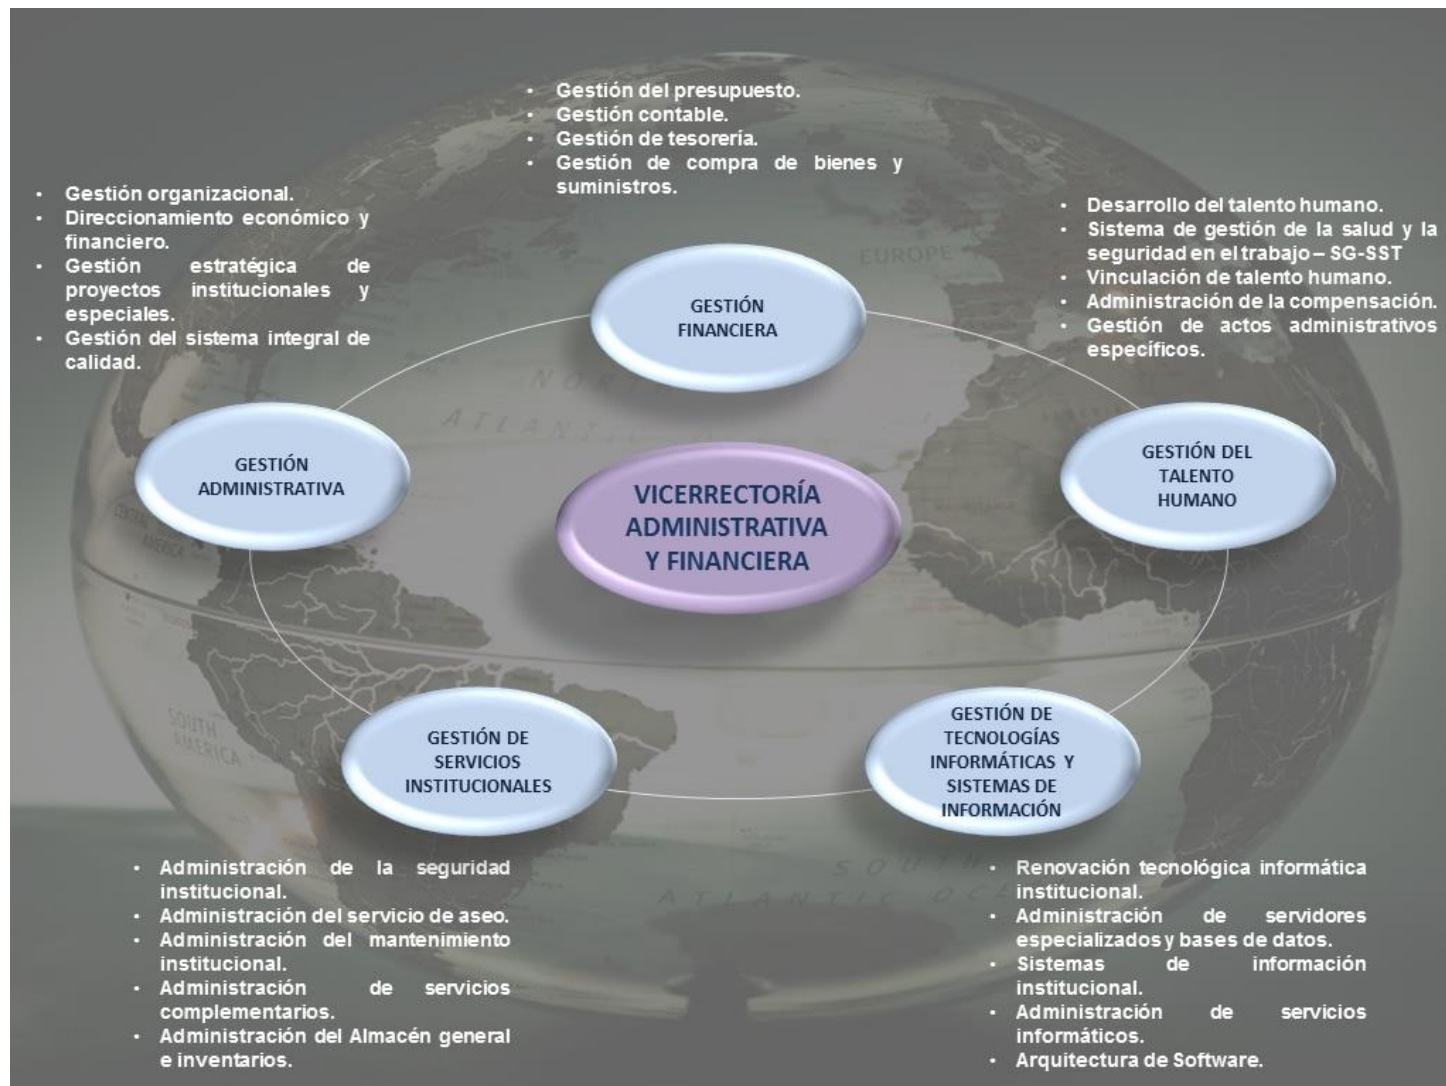 • Gestión del presupuesto.
• Gestión contable.
• Gestión de tesorería.
• Gestión de compra de bienes y
suministros.
• Gestión organizacional.
• Direccionamiento económico y
financiero.
• Gestión estratégica de
proyectos institucionales y
especiales.
• Gestión del sistema integral de
calidad.
• Desarrollo del talento humano.
• Sistema de gestión de la salud y la
seguridad en el trabajo – SG-SST
• Vinculación de talento humano.
• Administración de la compensación.
• Gestión de actos administrativos
específicos.
GESTIÓN
FINANCIERA
GESTIÓN
ADMINISTRATIVA
VICERRECTORÍA
ADMINISTRATIVA
Y FINANCIERA
GESTIÓN DEL
TALENTO
HUMANO
GESTIÓN DE
SERVICIOS
INSTITUCIONALES
GESTIÓN DE
TECNOLOGÍAS
INFORMÁTICAS Y
SISTEMAS DE
INFORMACIÓN
• Administración de la seguridad
institucional.
• Administración del servicio de aseo.
• Administración del mantenimiento
institucional.
• Administración de servicios
complementarios.
• Administración del Almacén general
e inventarios.
• Renovación tecnológica informática
institucional.
• Administración de servidores
especializados y bases de datos.
• Sistemas de información
institucional.
• Administración de servicios
informáticos.
• Arquitectura de Software.
EUROPE
ATLANTIC
SOUTH
AMERICA
SOUTH
ATLANTIC